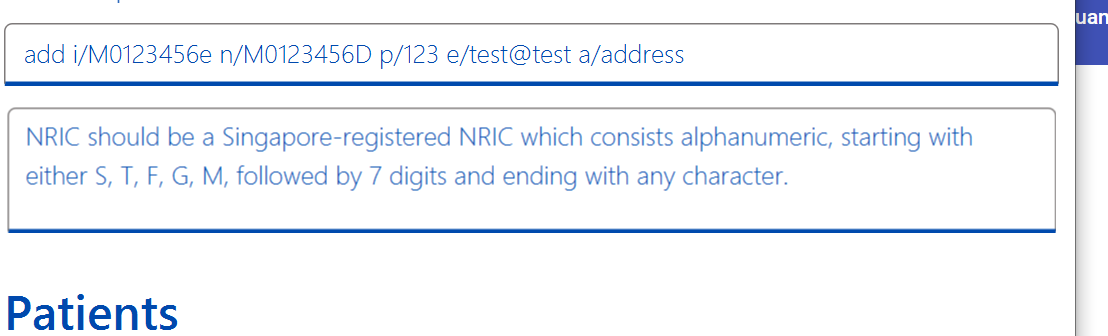 uan
add i/M0123456e n/M0123456D p/123 e/test@test a/address
NRIC should be a Singapore-registered NRIC which consists alphanumeric, starting with
either S, T, F, G, M, followed by 7 digits and ending with any character.
Patients